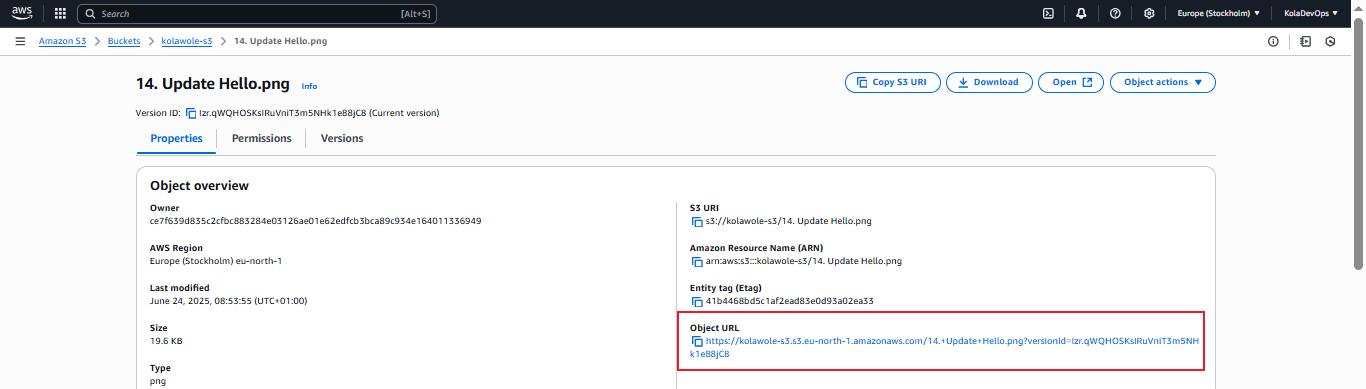 aws
Search [Alt+S]
Europe (Stockholm)
KolaDevOps
Amazon S3 > Buckets > kolawole-s3 > 14. Update Hello.png
14. Update Hello.png Info
Copy S3 URI
Download
Open
Object actions
Version ID: Izr.qWQHOSKsIRuVniT3m5NHk1e88jC8 (Current version)
Properties
Permissions
Versions
Object overview
Owner
ce7f639d835c2cfbc883284e03126ae01e62edfcb3bca89c934e164011336949
AWS Region
Europe (Stockholm) eu-north-1
Last modified
June 24, 2025, 08:53:55 (UTC+01:00)
Size
19.6 KB
Type
png
S3 URI
s3://kolawole-s3/14. Update Hello.png
Amazon Resource Name (ARN)
arn:aws:s3:::kolawole-s3/14. Update Hello.png
Entity tag (Etag)
41b4468bd5c1af2ead83e0d93a02ea33
Object URL
https://kolawole-s3.s3.eu-north-1.amazonaws.com/14.+Update+Hello.png?versionId=Izr.qWQHOSKsIRuVniT3m5NH
k1e88jC8